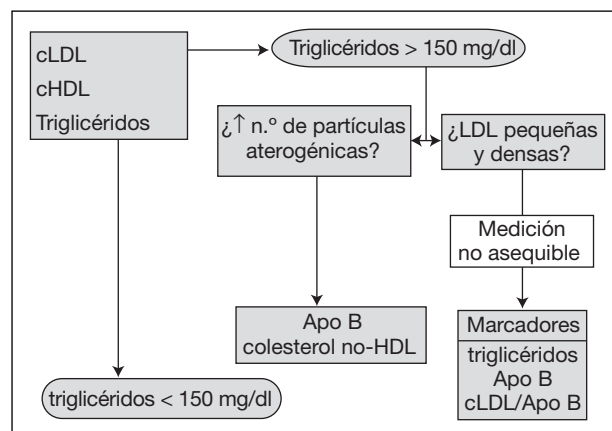 cLDL
cHDL
Triglicéridos
Triglicéridos > 150 mg/dl
¿↑ n.º de partículas
aterogénicas?
¿LDL pequeñas
y densas?
Medición
no asequible
Apo B
colesterol no-HDL
Marcadores
triglicéridos
Apo B
cLDL/Apo B
triglicéridos < 150 mg/dl